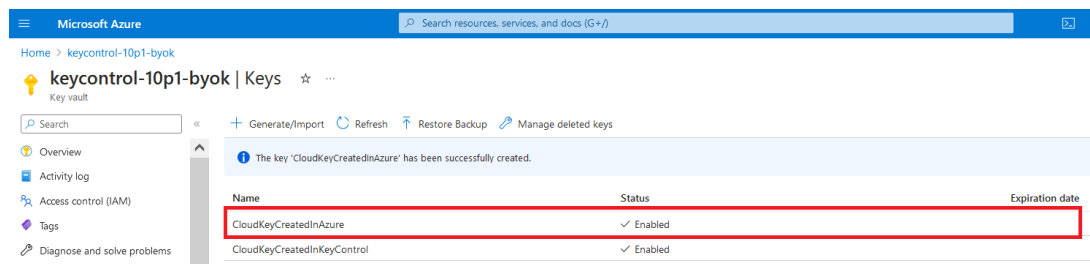 Microsoft Azure
Search resources, services, and docs (G+/)
Home > keycontrol-10p1-byok
keycontrol-10p1-byok | Keys
Key vault
Search
Generate/Import Refresh Restore Backup Manage deleted keys
Overview
The key 'CloudKeyCreatedInAzure' has been successfully created.
Activity log
Access control (IAM)
Name Status Expiration date
Tags
CloudKeyCreatedInAzure Enabled
Diagnose and solve problems
CloudKeyCreatedInKeyControl Enabled